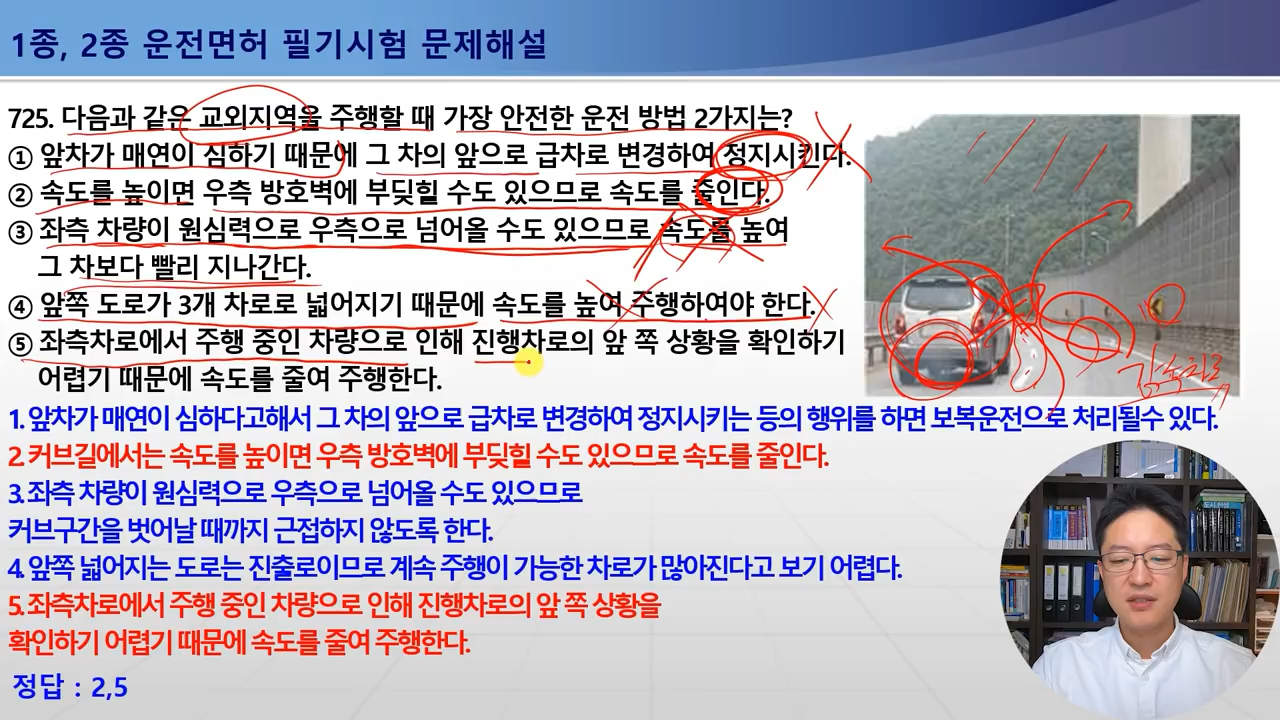 1종, 2종 운전면허 필기시험 문제해설
725. 다음과 같은 교외지역을 주행할 때 가장 안전한 운전 방법 2가지는?
① 앞차가 매연이 심하기 때문에 그 차의 앞으로 급차로 변경하여 정지시킨다.
② 속도를 높이면 우측 방호벽에 부딪힐 수도 있으므로 속도를 줄인다.
③ 좌측 차량이 원심력으로 우측으로 넘어올 수도 있으므로 속도를 높여
그 차보다 빨리 지나간다.
④ 앞쪽 도로가 3개 차로로 넓어지기 때문에 속도를 높여 주행하여야 한다.
⑤ 좌측차로에서 주행 중인 차량으로 인해 진행차로의 앞 쪽 상황을 확인하기
어렵기 때문에 속도를 줄여 주행한다.
1. 앞차가 매연이 심하다고해서 그 차의 앞으로 급차로 변경하여 정지시키는 등의 행위를 하면 보복운전으로 처리될수 있다.
2. 커브길에서는 속도를 높이면 우측 방호벽에 부딪힐 수도 있으므로 속도를 줄인다.
3. 좌측 차량이 원심력으로 우측으로 넘어올 수도 있으므로
커브구간을 벗어날 때까지 근접하지 않도록 한다.
4. 앞쪽 넓어지는 도로는 진출로이므로 계속 주행이 가능한 차로가 많아진다고 보기 어렵다.
5. 좌측차로에서 주행 중인 차량으로 인해 진행차로의 앞 쪽 상황을
확인하기 어렵기 때문에 속도를 줄여 주행한다.
정답 : 2,5